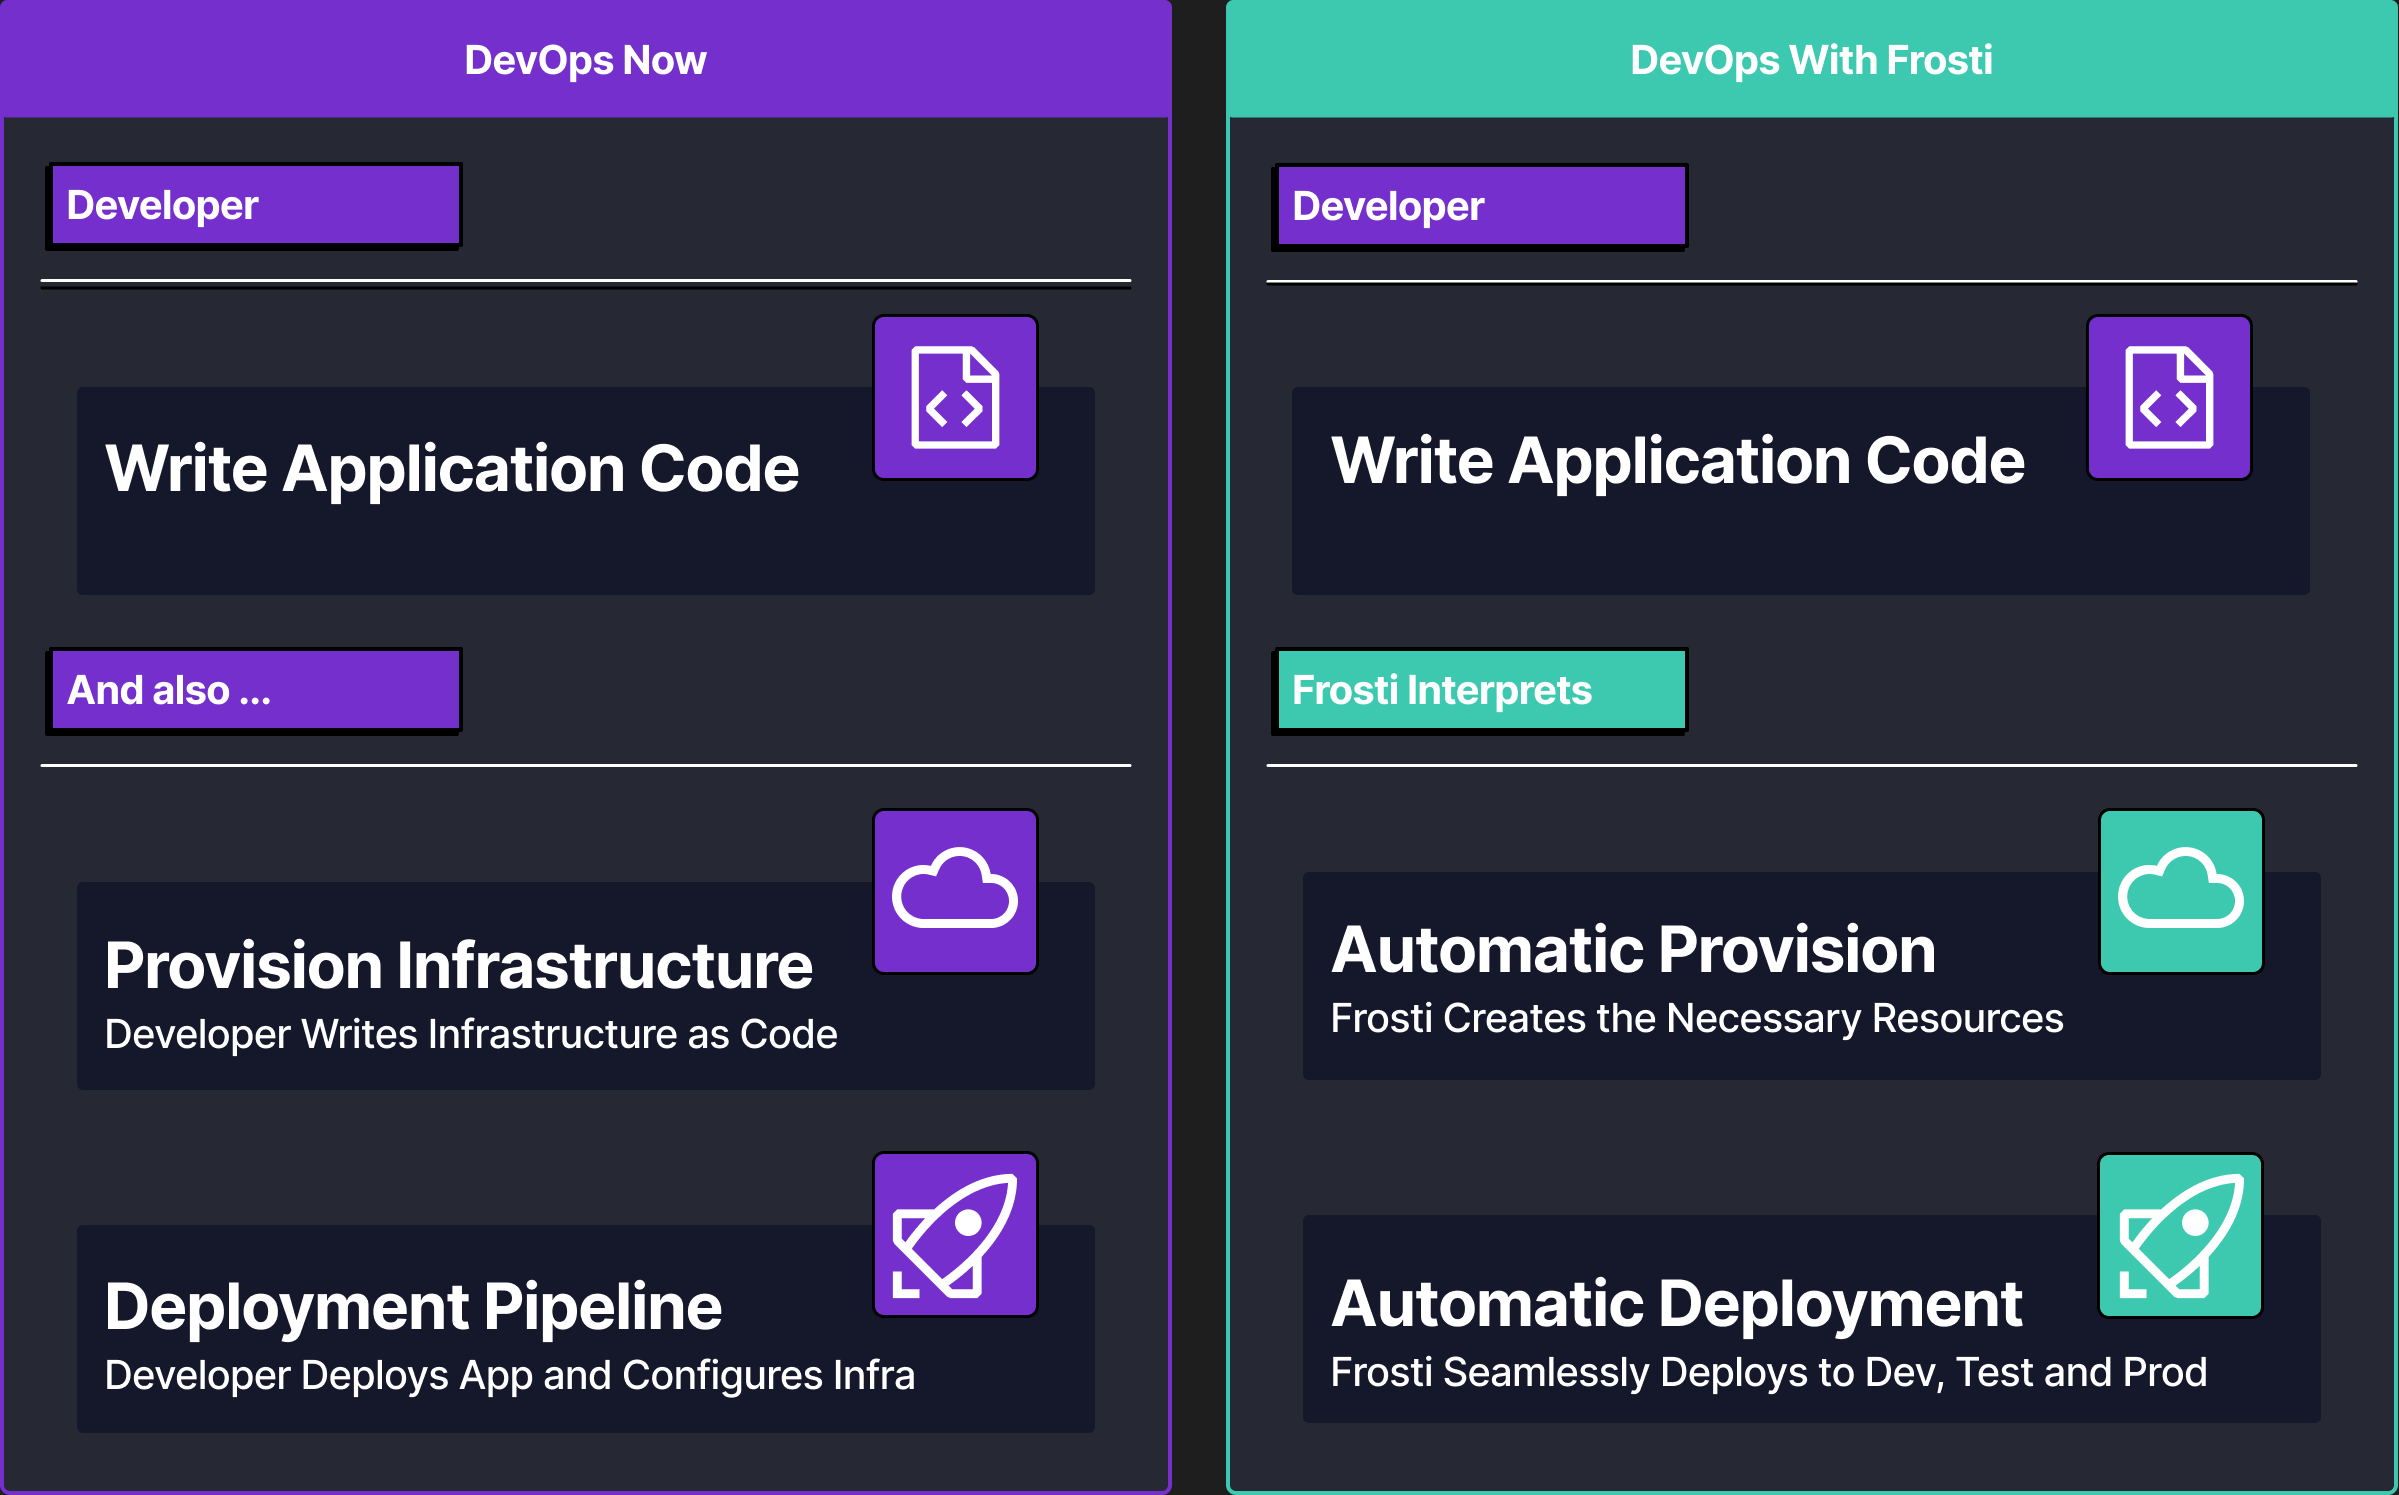 DevOps Now
Developer
Write Application Code
And also ...
Provision Infrastructure
Developer Writes Infrastructure as Code
Deployment Pipeline
Developer Deploys App and Configures Infra
DevOps With Frosti
Developer
Write Application Code
Frosti Interprets
Automatic Provision
Frosti Creates the Necessary Resources
Automatic Deployment
Frosti Seamlessly Deploys to Dev, Test and Prod